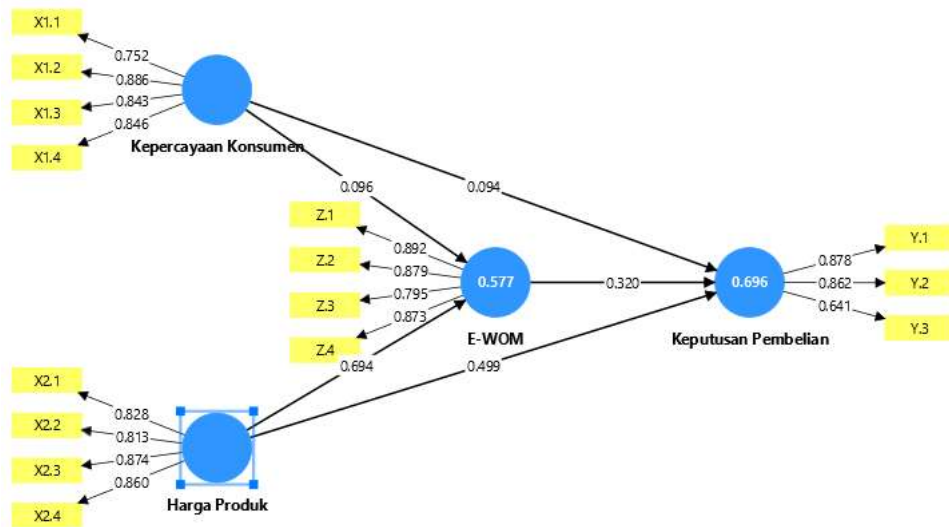 X1.1
0.752
X1.2
0.886
X1.3
0.843
X1.4
0.846
Kepercayaan Konsumen
0.096
0.094
Z.1
0.892
Z.2
0.879
Z.3
0.795
Z.4
0.873
0.577
E-WOM
0.320
0.696
Keputusan Pembelian
Y.1
0.878
Y.2
0.862
Y.3
0.641
0.694
0.499
X2.1
0.828
X2.2
0.813
X2.3
0.874
X2.4
0.860
Harga Produk